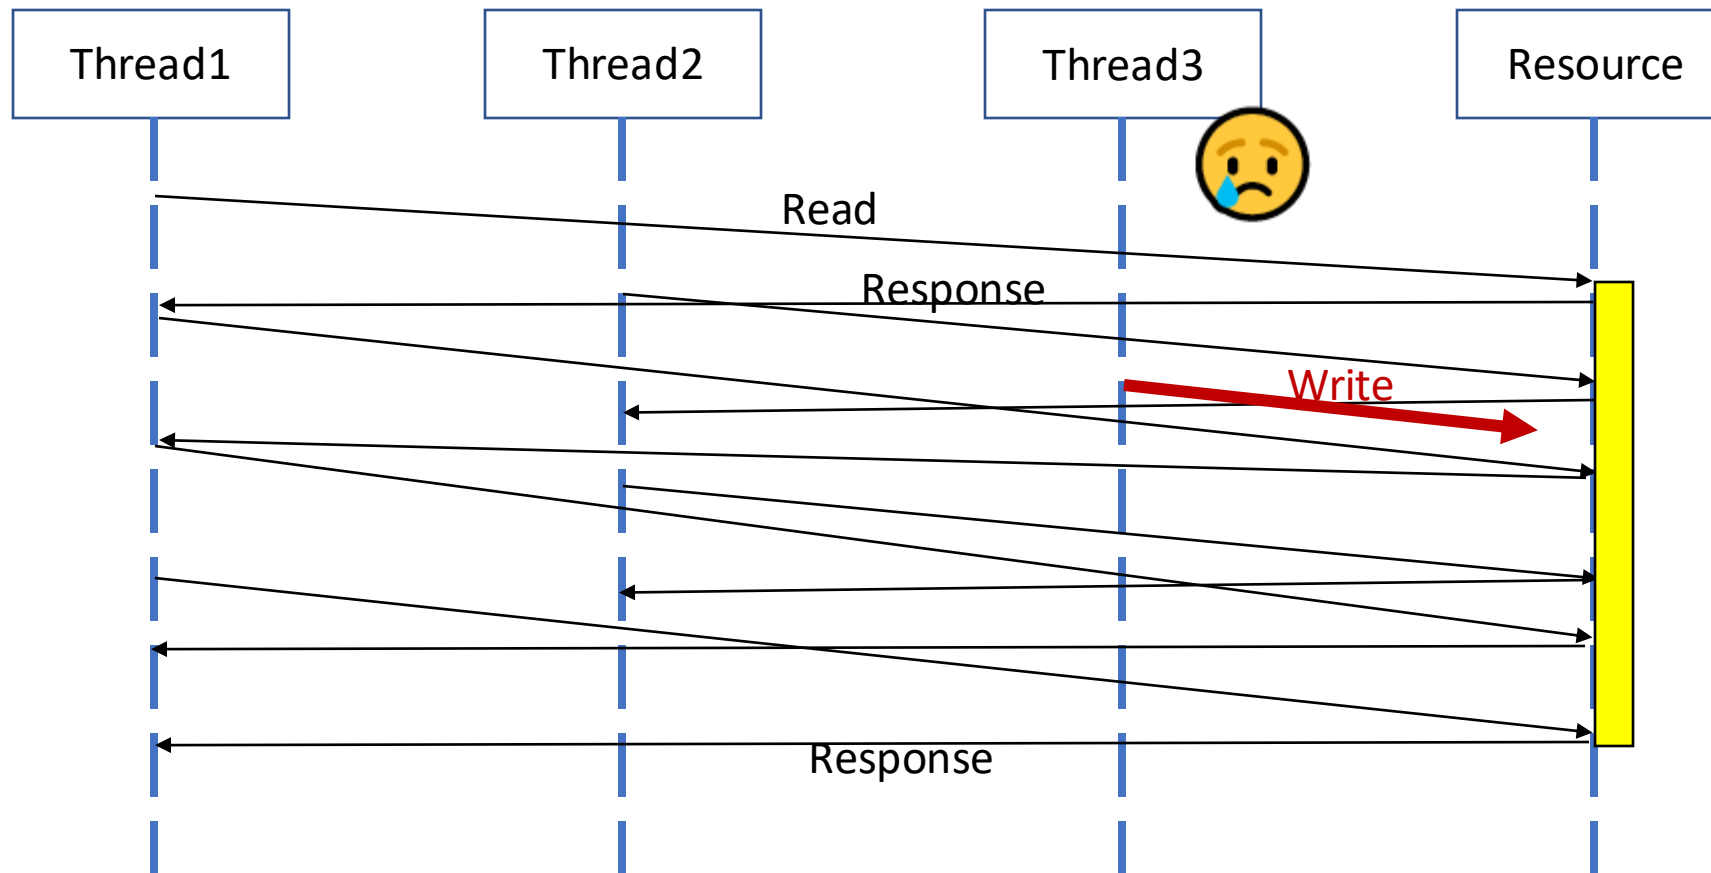 Thread1
Thread2
Thread3
Resource
Read
Response
Write
Response